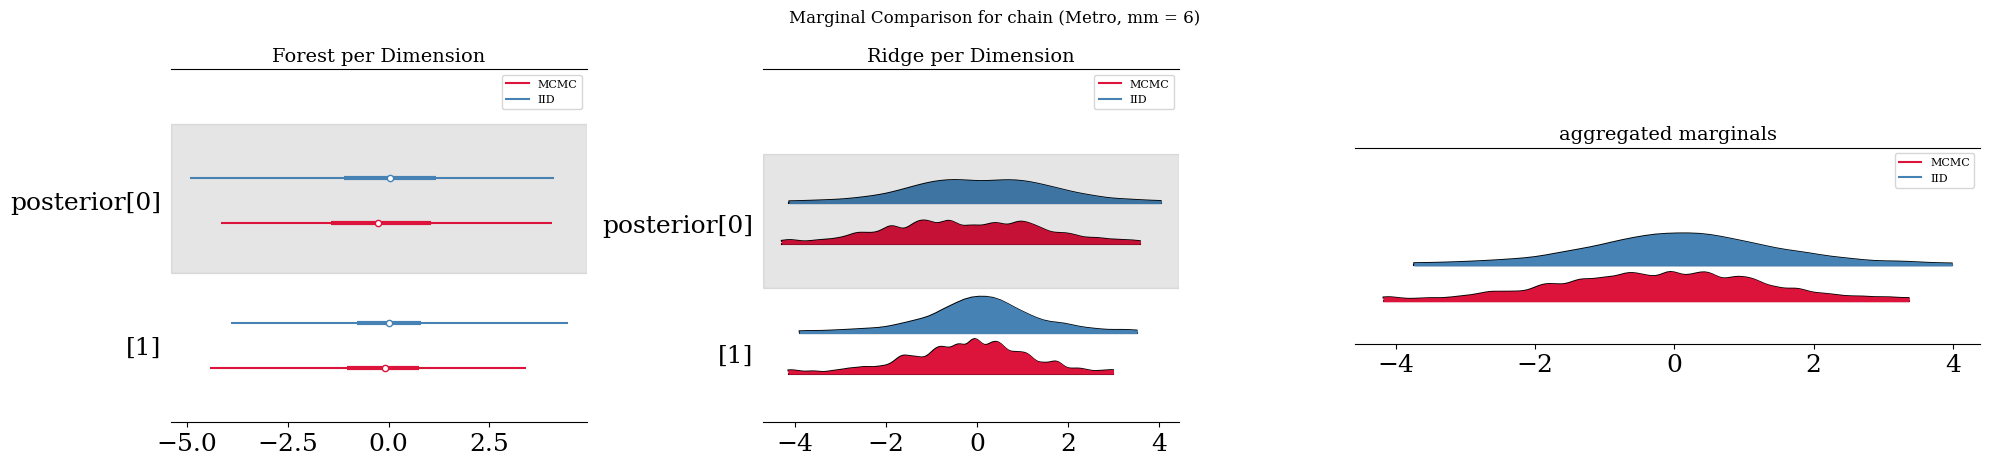 Marginal Comparison for chain (Metro, mm = 6)
Forest per Dimension
MCMC
IID
posterior[0]
[1]
−5.0 −2.5 0.0 2.5
Ridge per Dimension
MCMC
IID
posterior[0]
[1]
−4 −2 0 2 4
aggregated marginals
MCMC
IID
−4 −2 0 2 4